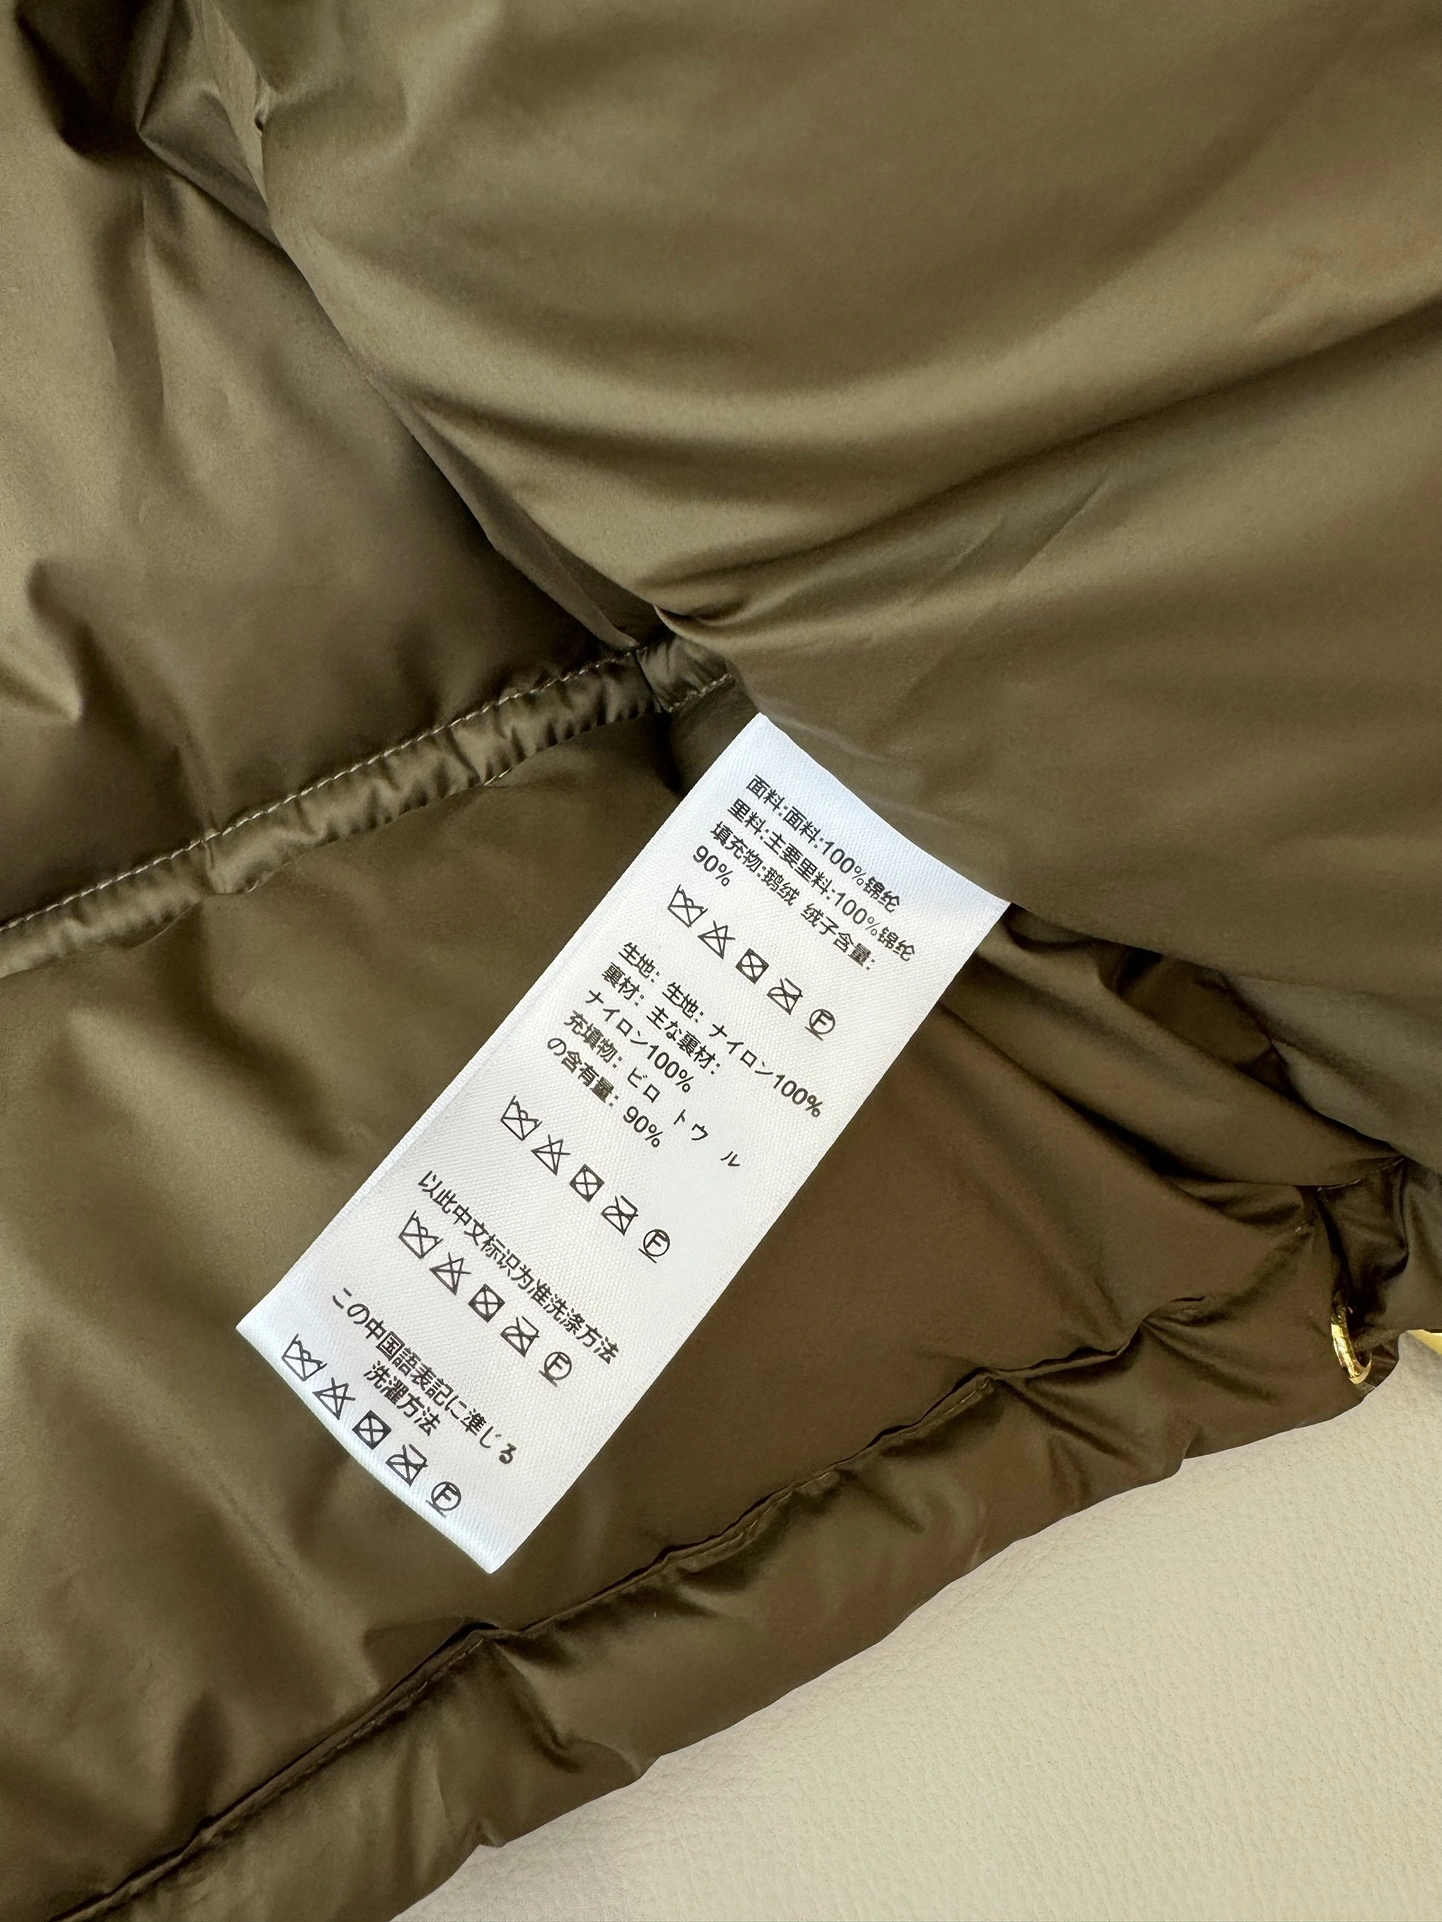 面料:面料:100%锦纶
里料:主要里料:100%锦纶
填充物:鹅绒 绒子含量:
90%
F
生地: 生地: ナイロン100%
裏材: 主な裏材:
ナイロン100%
充填物: ビロ トウ ル
の含有量: 90%
F
以此中文标识为准洗涤方法
F
この中国語表記に準じる
洗濯方法
F